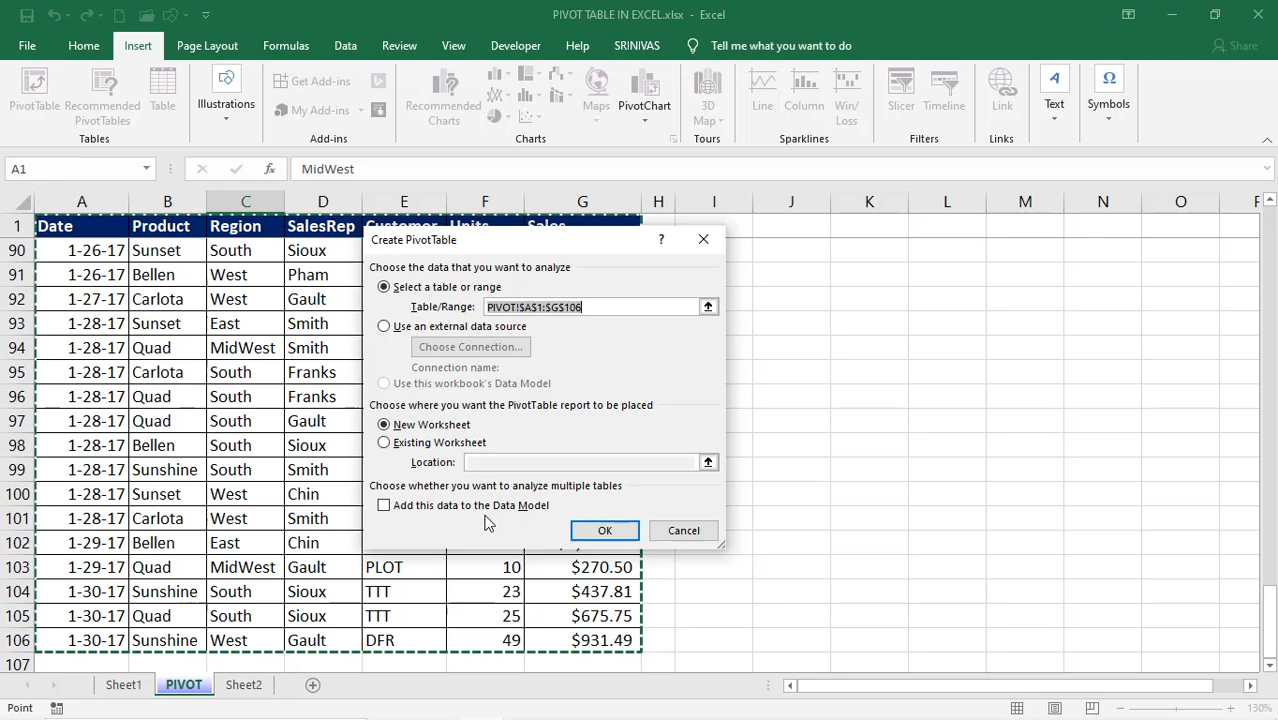 PIVOT TABLE IN EXCEL.xlsx - Excel
File Home Insert Page Layout Formulas Data Review View Developer Help SRINIVAS Tell me what you want to do Share
PivotTable Recommended PivotTables Table
Tables
Illustrations
Get Add-ins
My Add-ins
Add-ins
Recommended Charts
Maps PivotChart
Charts
3D Map
Tours
Line Column Win/Loss
Sparklines
Slicer Timeline
Filters
Link
Links
Text
Symbols
A1 fx MidWest
A B C D E F G H I J K L M N O
1 Date Product Region SalesRep Customer Units Sales
90 1-26-17 Sunset South Sioux
91 1-26-17 Bellen West Pham
92 1-27-17 Carlota West Gault
93 1-28-17 Sunset East Smith
94 1-28-17 Quad MidWest Smith
95 1-28-17 Carlota South Franks
96 1-28-17 Quad South Franks
97 1-28-17 Quad South Gault
98 1-28-17 Bellen South Sioux
99 1-28-17 Sunshine South Smith
100 1-28-17 Sunset West Chin
101 1-28-17 Carlota West Smith
102 1-29-17 Bellen East Chin
103 1-29-17 Quad MidWest Gault PLOT 10 $270.50
104 1-30-17 Sunshine South Sioux TTT 23 $437.81
105 1-30-17 Quad South Sioux TTT 25 $675.75
106 1-30-17 Sunshine West Gault DFR 49 $931.49
107
Create PivotTable ?
Choose the data that you want to analyze
Select a table or range
Table/Range: PIVOT!$A$1:$G$106
Use an external data source
Choose Connection...
Connection name:
Use this workbook's Data Model
Choose where you want the PivotTable report to be placed
New Worksheet
Existing Worksheet
Location:
Choose whether you want to analyze multiple tables
Add this data to the Data Model
OK Cancel
Sheet1 PIVOT Sheet2
Point 130%